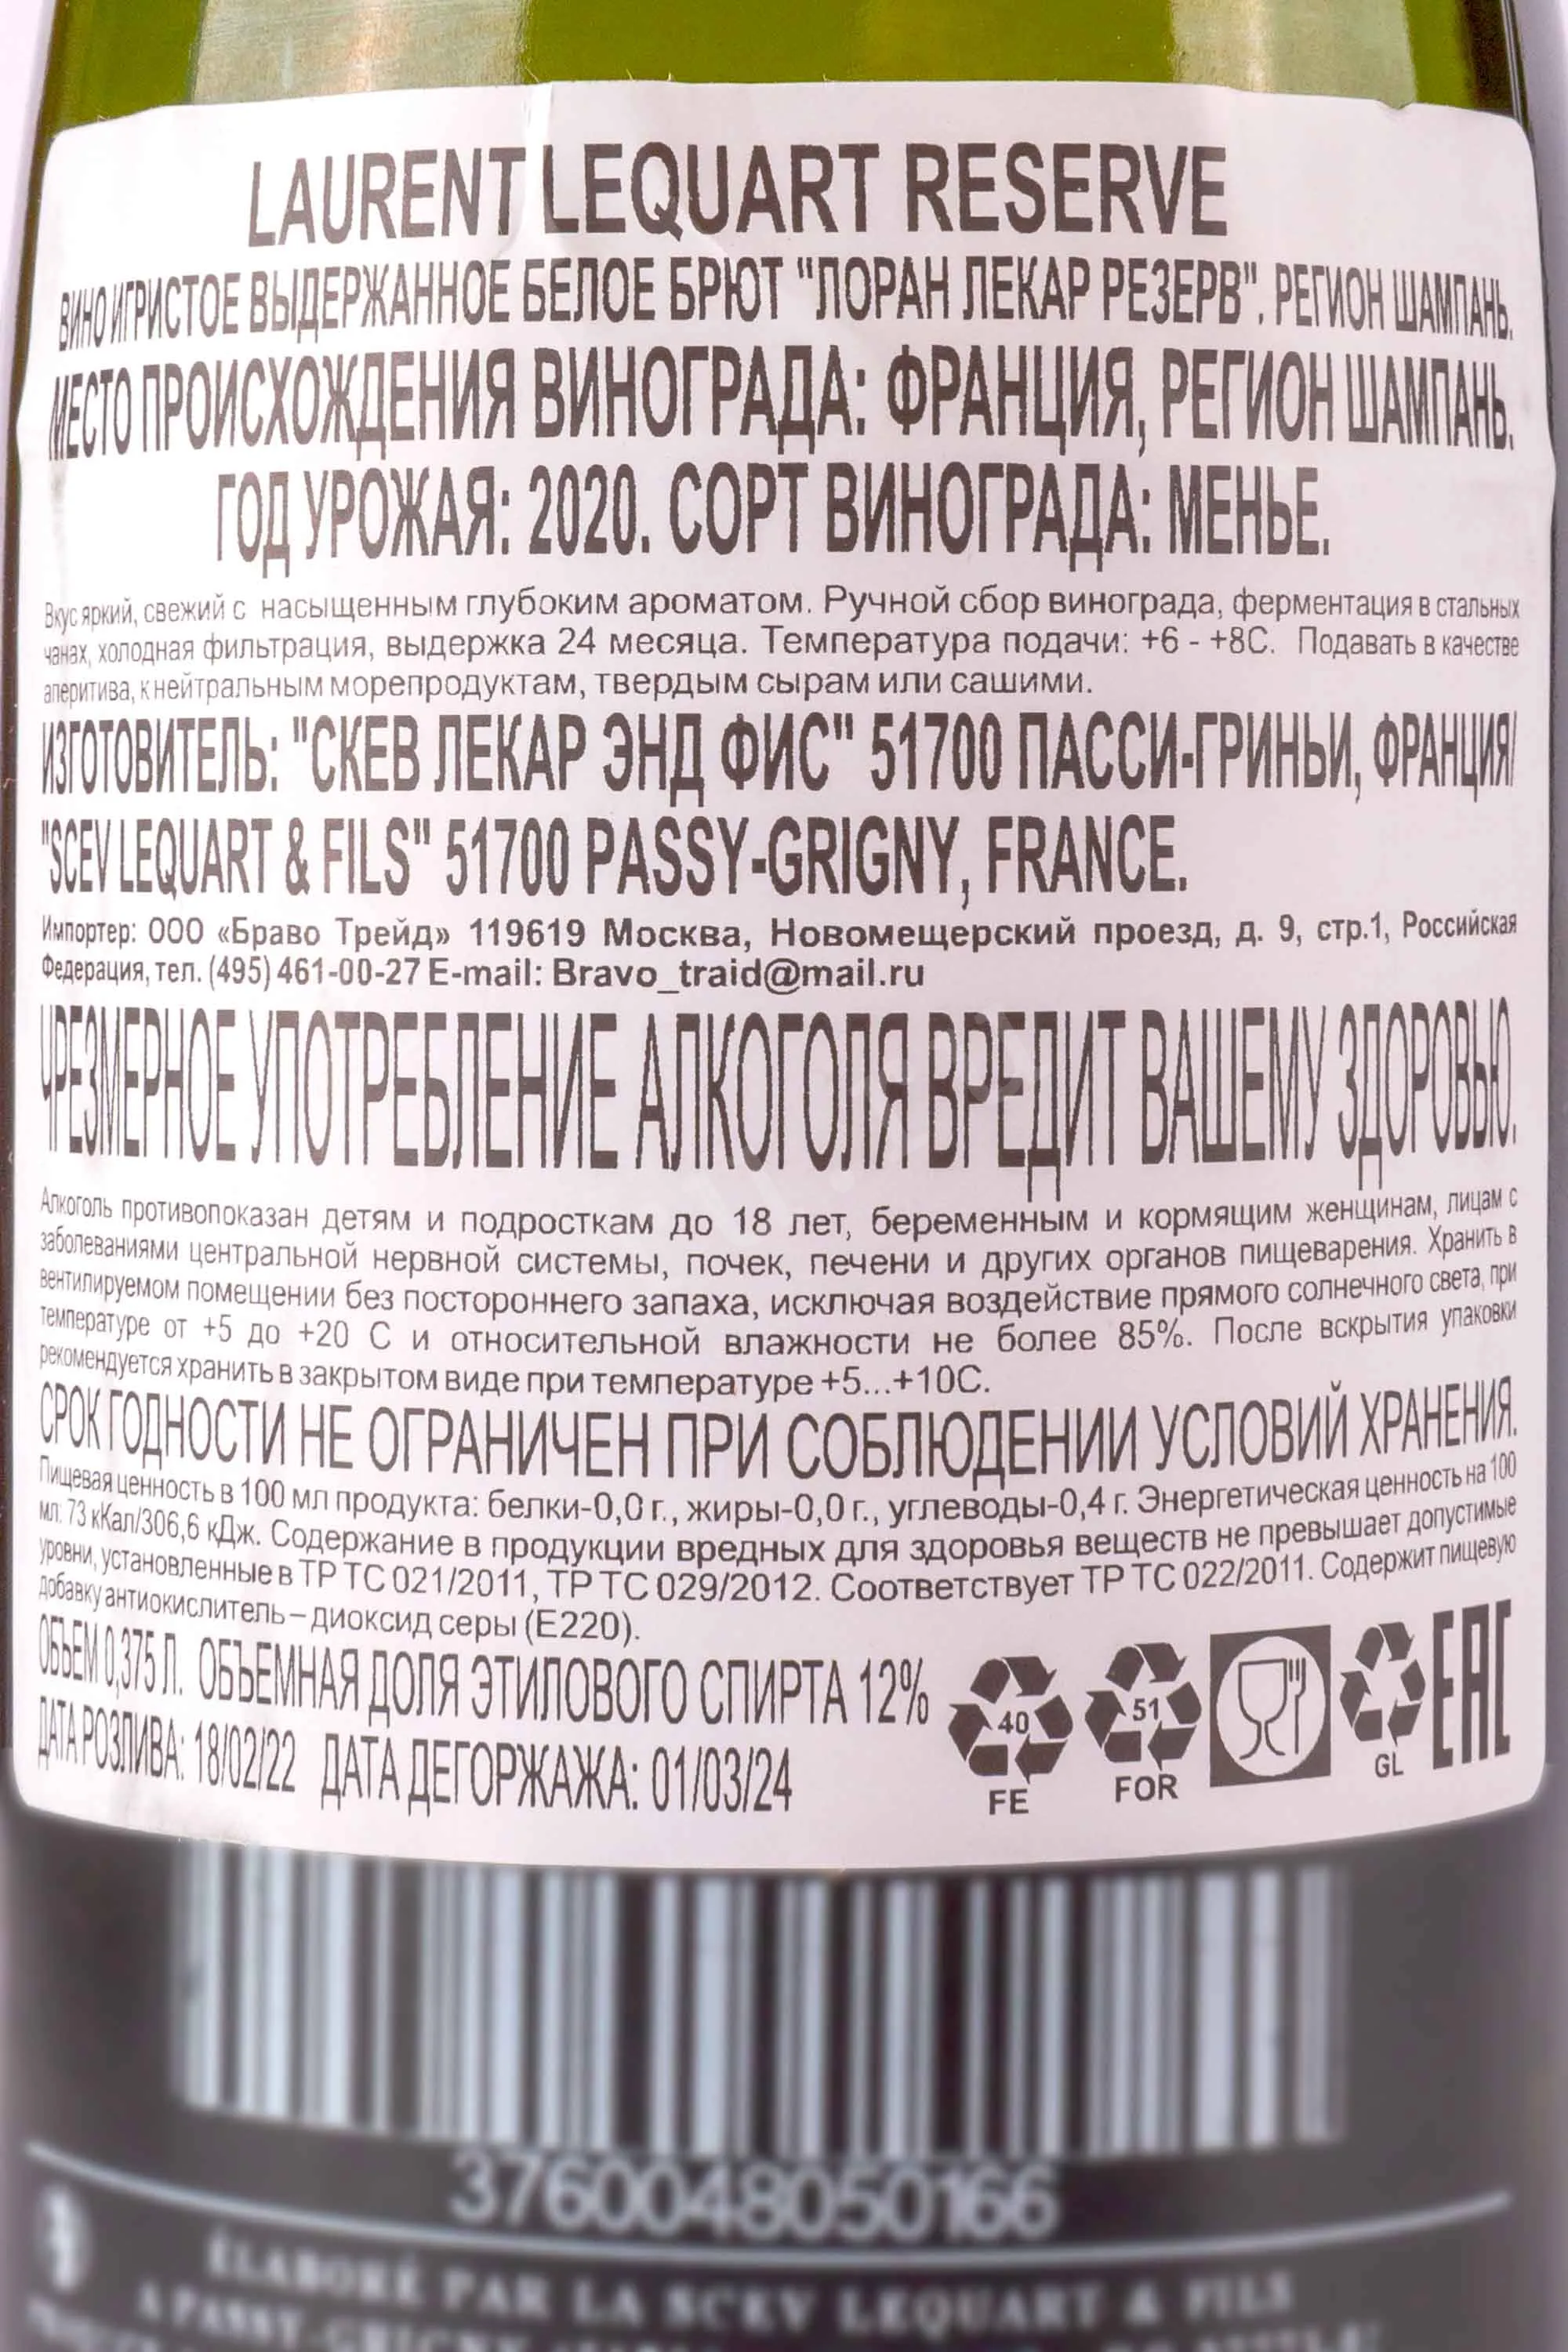 LAURENT LEQUART RESERVE
ВИНО ИГРИСТОЕ ВЫДЕРЖАННОЕ БЕЛОЕ БРЮТ "ЛОРАН ЛЕКАР РЕЗЕРВ". РЕГИОН ШАМПАНЬ.
МЕСТО ПРОИСХОЖДЕНИЯ ВИНОГРАДА: ФРАНЦИЯ, РЕГИОН ШАМПАНЬ.
ГОД УРОЖАЯ: 2020. СОРТ ВИНОГРАДА: МЕНЬЕ.
Вкус яркий, свежий с насыщенным глубоким ароматом. Ручной сбор винограда, ферментация в стальных
чанах, холодная фильтрация, выдержка 24 месяца. Температура подачи: +6 - +8С. Подавать в качестве
аперитива, к нейтральным морепродуктам, твердым сырам или сашими.
ИЗГОТОВИТЕЛЬ: "СКЕВ ЛЕКАР ЭНД ФИС" 51700 ПАССИ-ГРИНЬИ, ФРАНЦИЯ/
"SCEV LEQUART & FILS" 51700 PASSY-GRIGNY, FRANCE.
Импортер: ООО «Браво Трейд» 119619 Москва, Новомещерский проезд, д. 9, стр.1, Российская
Федерация, тел. (495) 461-00-27 E-mail: Bravo_traid@mail.ru
ЧРЕЗМЕРНОЕ УПОТРЕБЛЕНИЕ АЛКОГОЛЯ ВРЕДИТ ВАШЕМУ ЗДОРОВЬЮ.
Алкоголь противопоказан детям и подросткам до 18 лет, беременным и кормящим женщинам, лицам с
заболеваниями центральной нервной системы, почек, печени и других органов пищеварения. Хранить в
вентилируемом помещении без постороннего запаха, исключая воздействие прямого солнечного света, при
температуре от +5 до +20 С и относительной влажности не более 85%. После вскрытия упаковки
рекомендуется хранить в закрытом виде при температуре +5...+10С.
СРОК ГОДНОСТИ НЕ ОГРАНИЧЕН ПРИ СОБЛЮДЕНИИ УСЛОВИЙ ХРАНЕНИЯ.
Пищевая ценность в 100 мл продукта: белки-0,0 г., жиры-0,0 г., углеводы-0,4 г. Энергетическая ценность на 100
мл: 73 кКал/306,6 кДж. Содержание в продукции вредных для здоровья веществ не превышает допустимые
уровни, установленные в ТР ТС 021/2011, ТР ТС 029/2012. Соответствует ТР ТС 022/2011. Содержит пищевую
добавку антиокислитель – диоксид серы (Е220).
ОБЪЕМ 0,375 Л. ОБЪЕМНАЯ ДОЛЯ ЭТИЛОВОГО СПИРТА 12%
ДАТА РОЗЛИВА: 18/02/22 ДАТА ДЕГОРЖАЖА: 01/03/24
40
FE
51
FOR
GL
EAC
3760048050166
ÉLABORÉ PAR LA SCEV LEQUART & FILS
A PASSY-GRIGNY